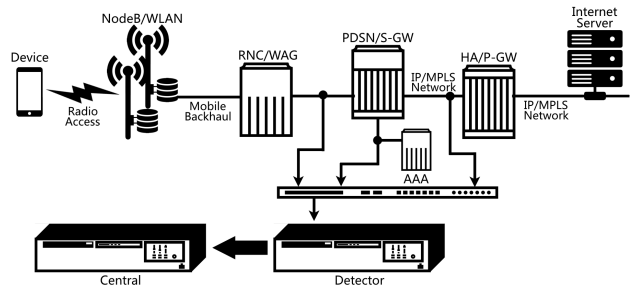 Internet
Server
NodeB/WLAN
PDSN/S-GW
Device
RNC/WAG
HA/P-GW
IP/MPLS
Network
IP/MPLS
Network
Radio
Access
Mobile
Backhaul
AAA
Central
Detector